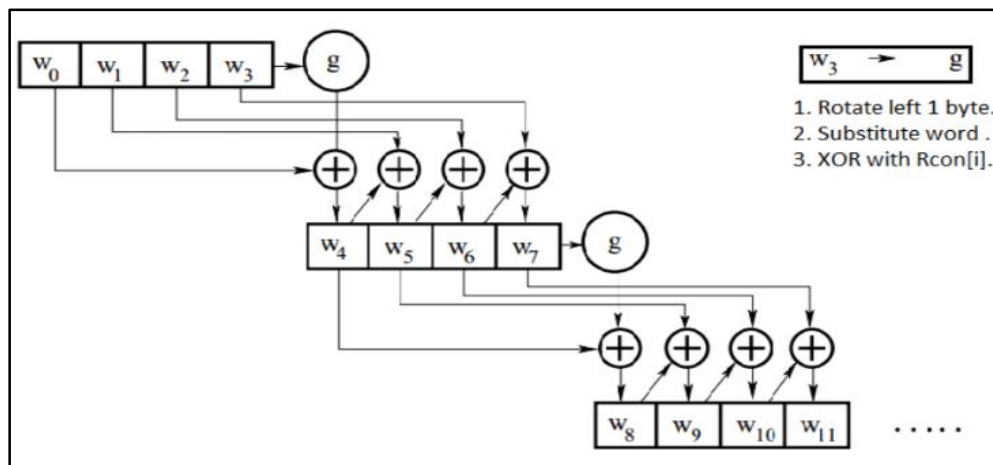 w0 w1 w2 w3 g
w3 → g
1. Rotate left 1 byte.
2. Substitute word .
3. XOR with Rcon[i].
+ + + +
w4 w5 w6 w7 g
+ + + +
w8 w9 w10 w11 .....